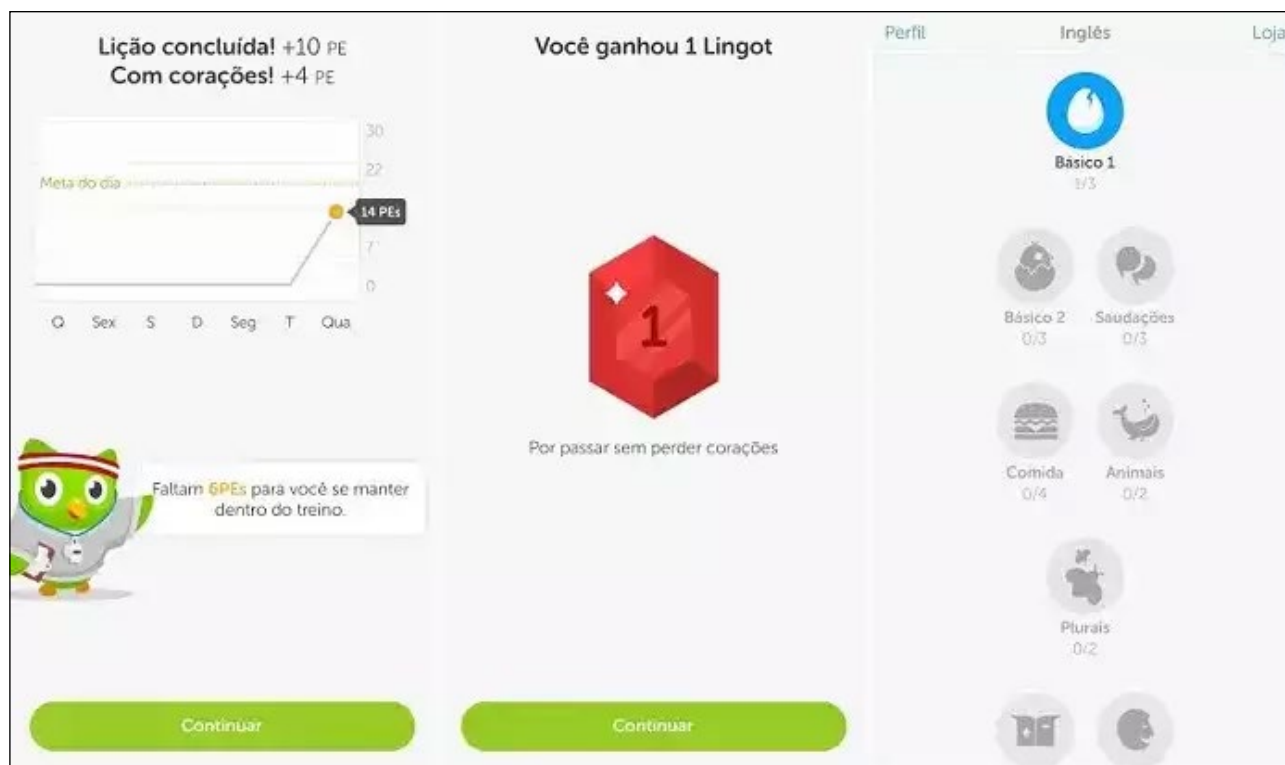 Lição concluída! +10 PE
Com corações! +4 PE
30
22
Meta do dia
14 PEs
7
0
Q Sex S D Seg T Qua
Faltam 6PEs para você se manter
dentro do treino.
Continuar
Você ganhou 1 Lingot
1
Por passar sem perder corações
Continuar
Perfil Inglês Loja
Básico 1
1/3
Básico 2 Saudações
0/3 0/3
Comida Animais
0/4 0/2
Plurais
0/2